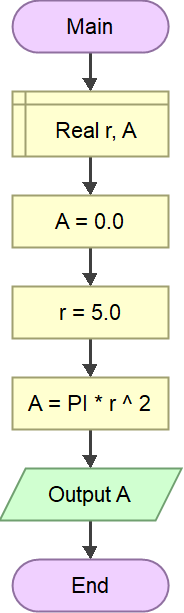 Main
Real r, A
A = 0.0
r = 5.0
A = PI * r ^ 2
Output A
End